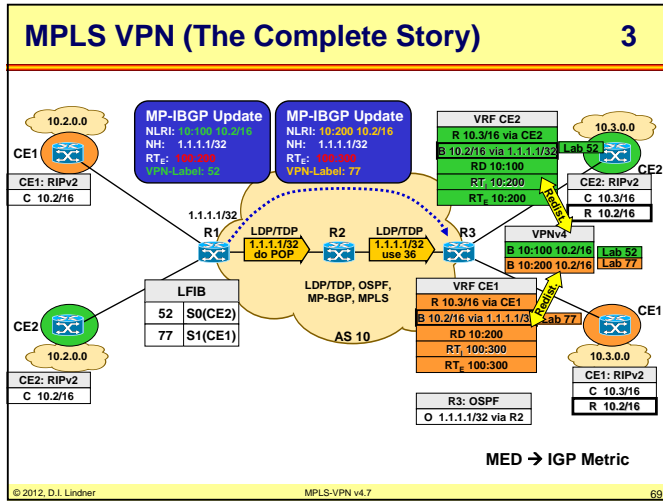 MPLS VPN (The Complete Story) 3
10.2.0.0
CE1
CE1: RIPv2
C 10.2/16
MP-IBGP Update
NLRI: 10:100 10.2/16
NH: 1.1.1.1/32
RTE: 100:200
VPN-Label: 52
MP-IBGP Update
NLRI: 10:200 10.2/16
NH: 1.1.1.1/32
RTE: 100:300
VPN-Label: 77
VRF CE2
R 10.3/16 via CE2
B 10.2/16 via 1.1.1.1/32
Lab 52
RD 10:100
RTI 10:200
RTE 10:200
10.3.0.0
CE2
CE2: RIPv2
C 10.3/16
R 10.2/16
Redist.
VPNv4
B 10:100 10.2/16
Lab 52
B 10:200 10.2/16
Lab 77
Redist.
1.1.1.1/32
R1
LDP/TDP
1.1.1.1/32
do POP
R2
LDP/TDP
1.1.1.1/32
use 36
R3
LDP/TDP, OSPF,
MP-BGP, MPLS
AS 10
LFIB
52 S0(CE2)
77 S1(CE1)
VRF CE1
R 10.3/16 via CE1
B 10.2/16 via 1.1.1.1/3
Lab 77
RD 10:200
RTI 100:300
RTE 100:300
CE1
10.3.0.0
CE1: RIPv2
C 10.3/16
R 10.2/16
CE2
10.2.0.0
CE2: RIPv2
C 10.2/16
R3: OSPF
O 1.1.1.1/32 via R2
MED → IGP Metric
© 2012, D.I. Lindner
MPLS-VPN v4.7
69